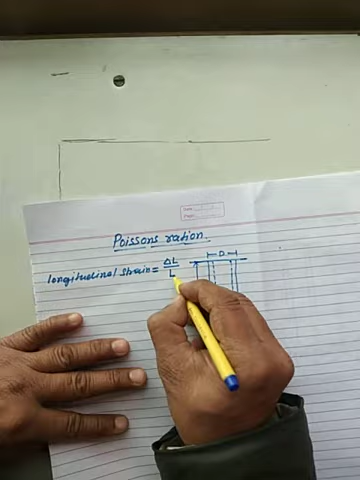 Poissons ration
longitudinal strain = ΔL
L
D